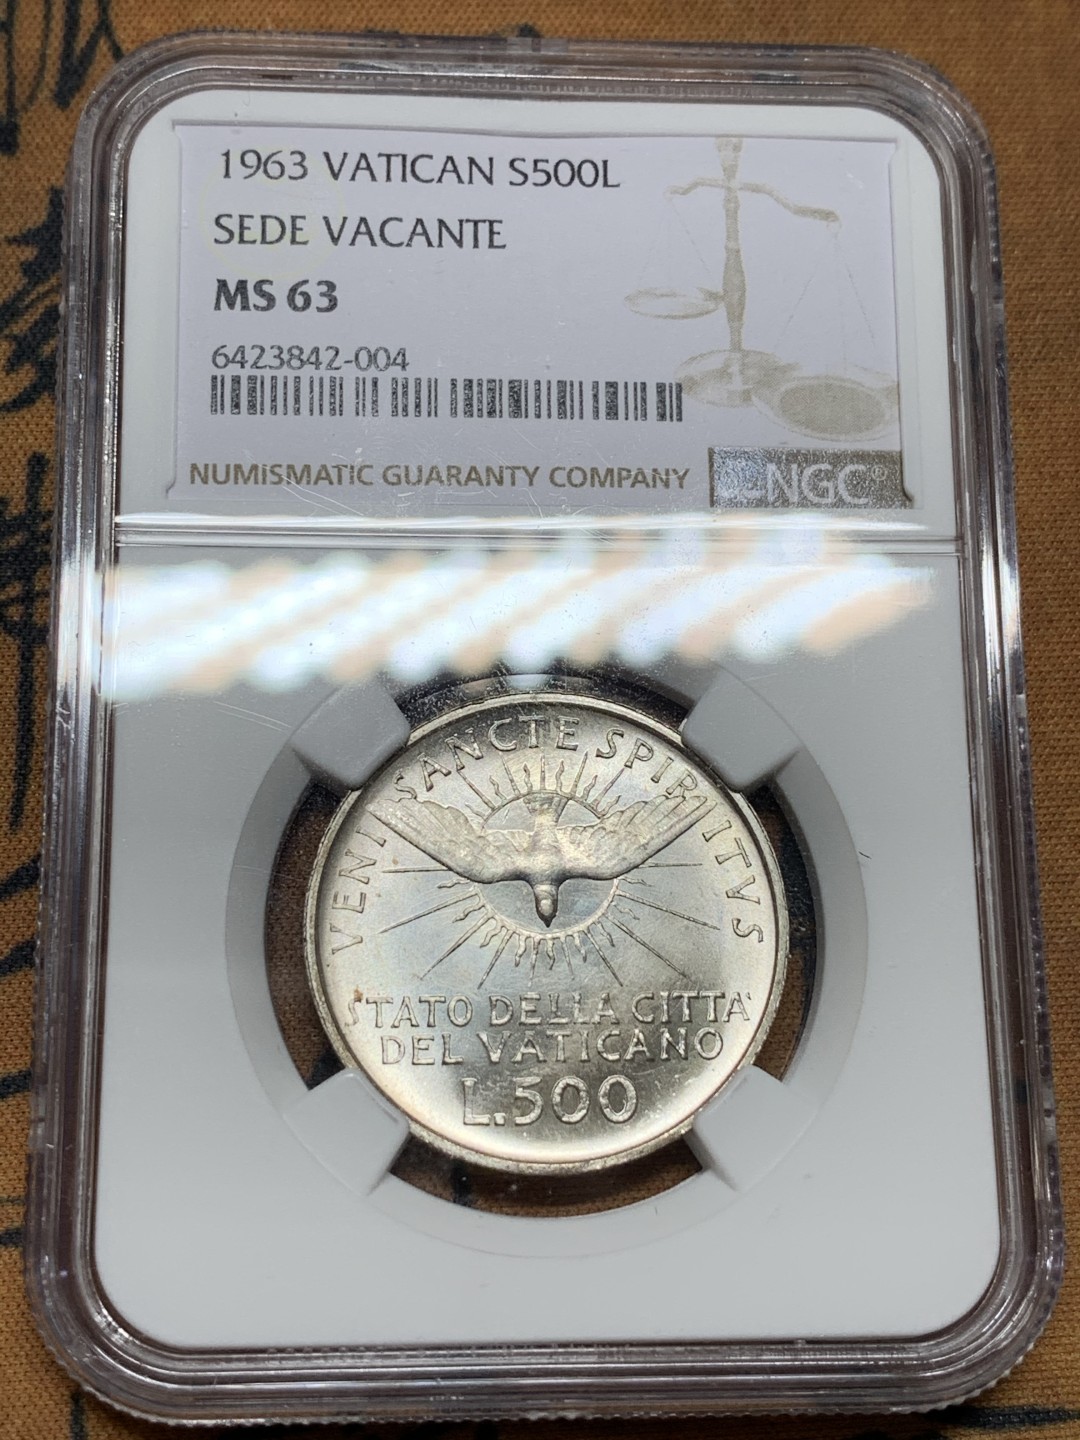 1963 VATICAN S500L
SEDE VACANTE
MS 63
6423842-004
NUMISMATIC GUARANTY COMPANY
NGC®
VENI SANCTE SPIRITVS
STATO DELLA CITTA'
DEL VATICANO
L.500